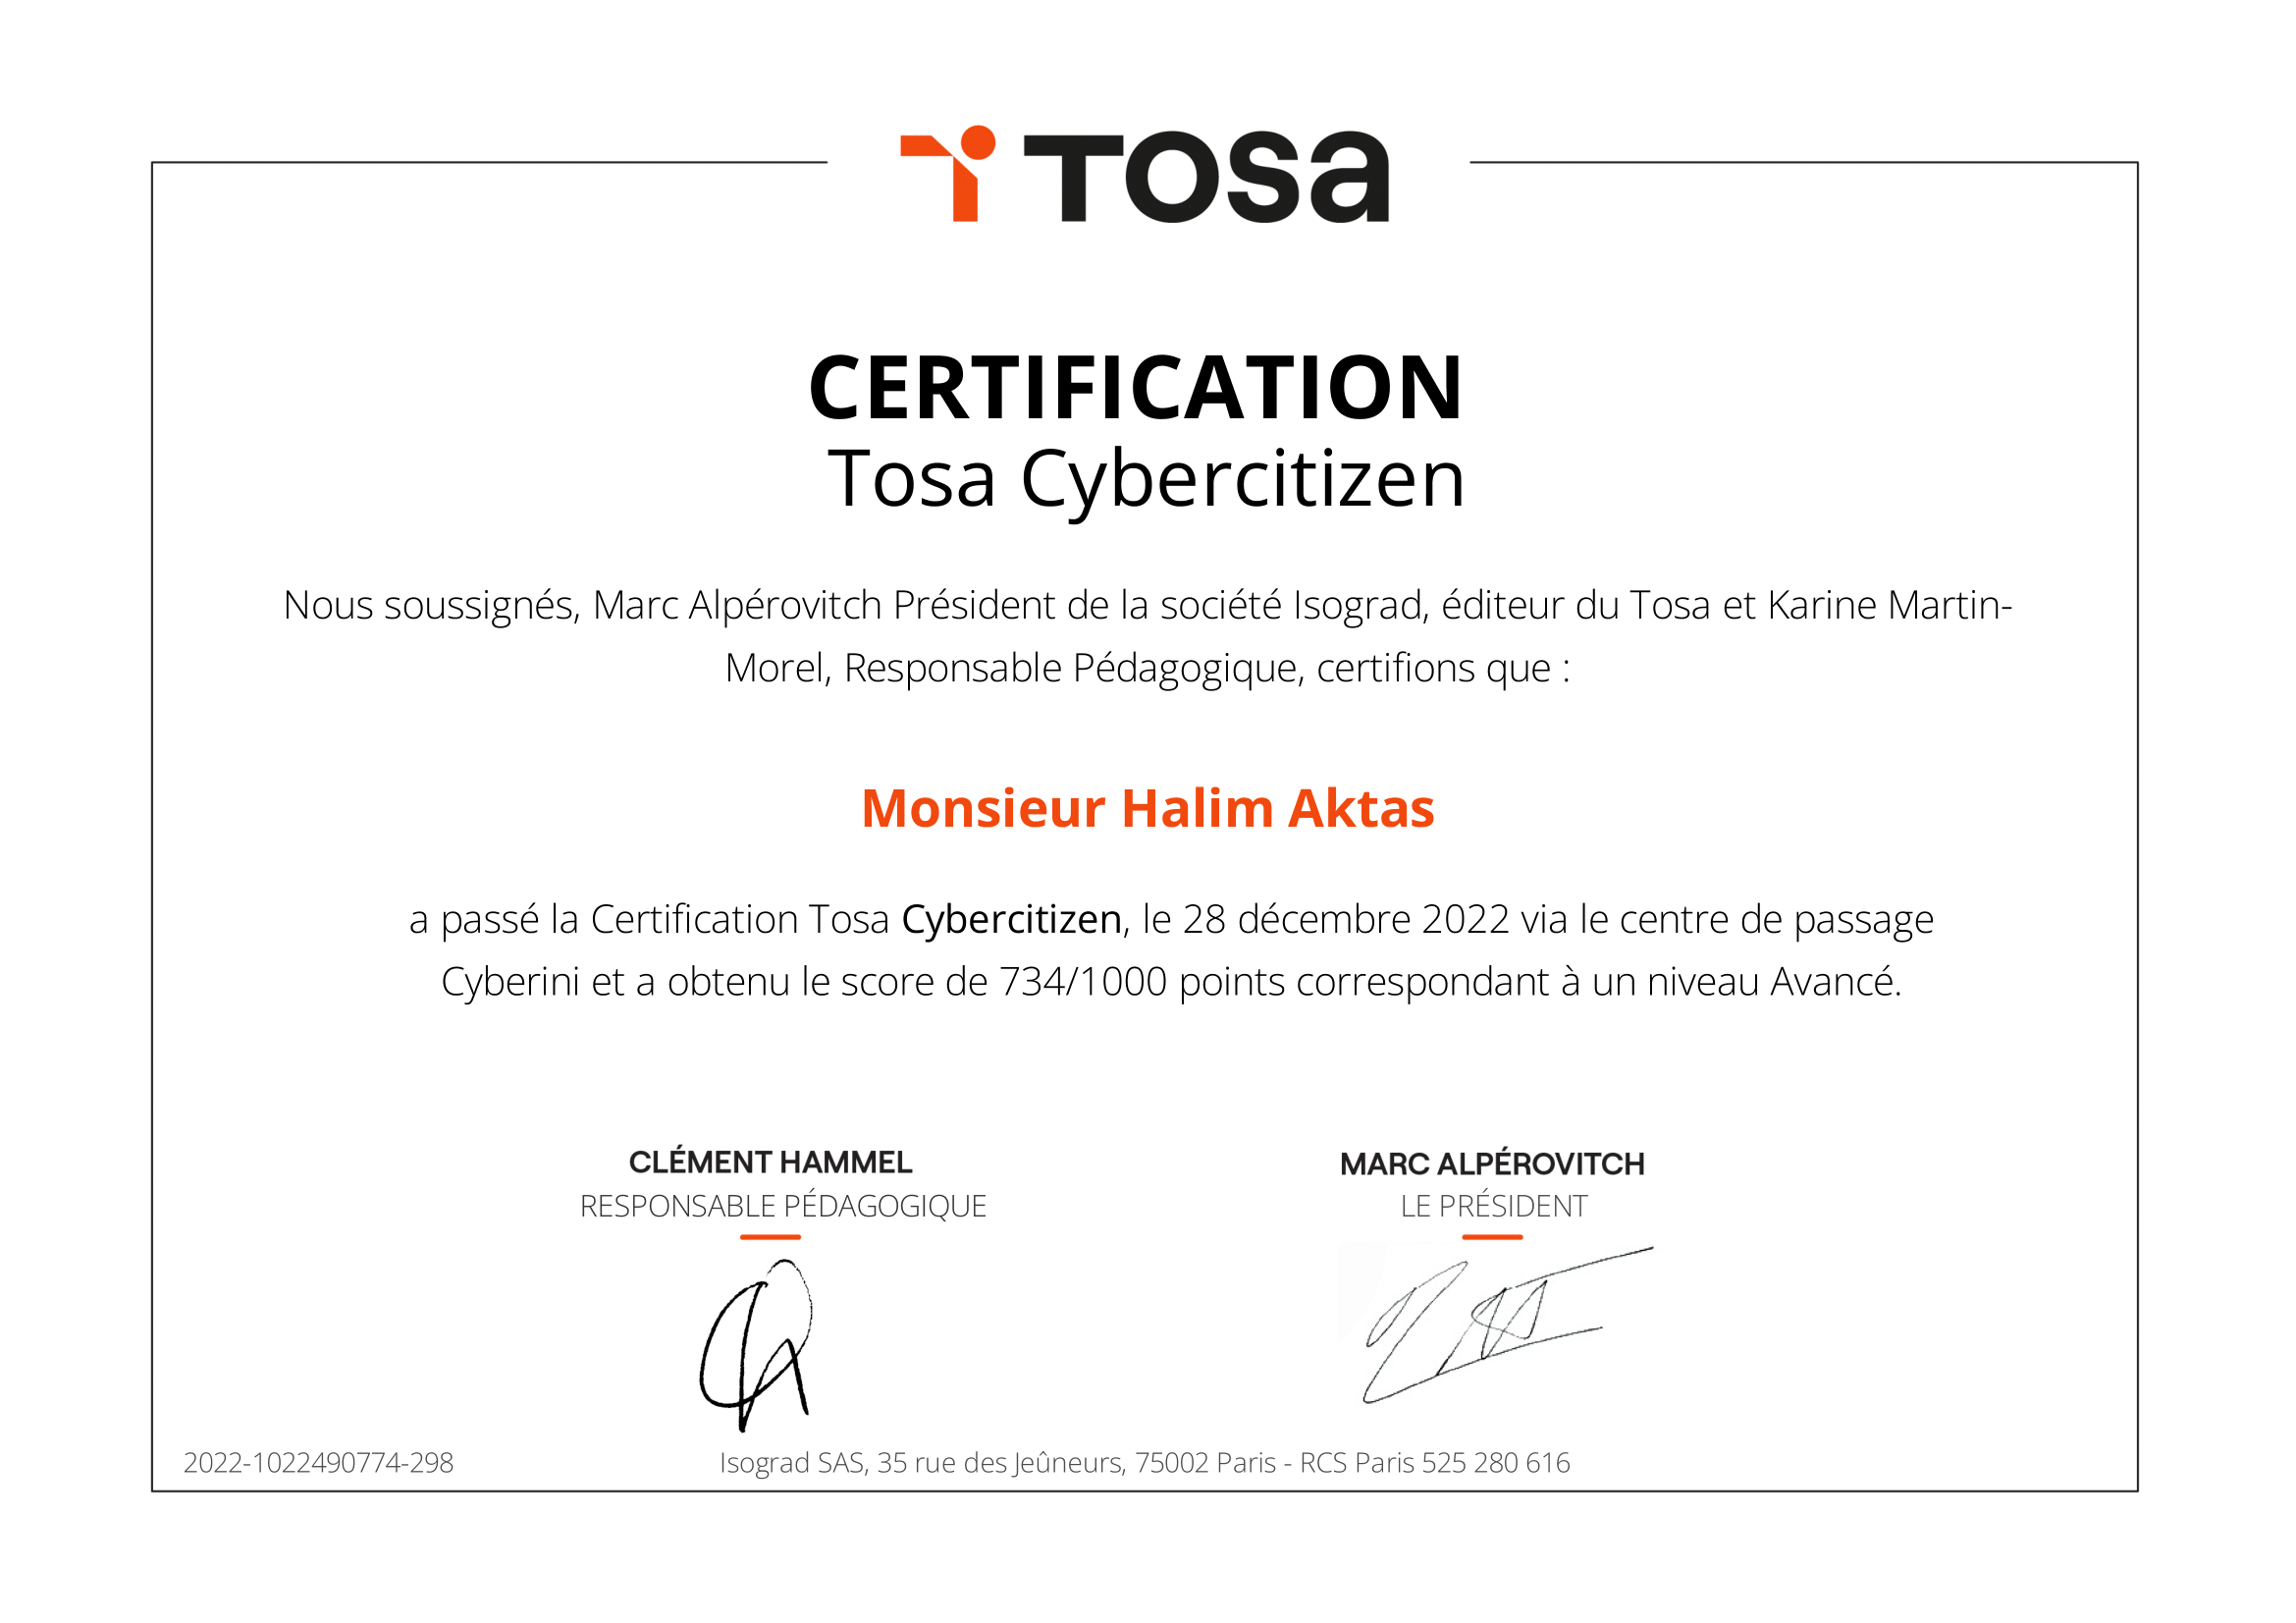 TOSA
CERTIFICATION
Tosa Cybercitizen
Nous soussignés, Marc Alpérovitch Président de la société Isograd, éditeur du Tosa et Karine Martin-
Morel, Responsable Pédagogique, certifions que :
Monsieur Halim Aktas
a passé la Certification Tosa Cybercitizen, le 28 décembre 2022 via le centre de passage
Cyberini et a obtenu le score de 734/1000 points correspondant à un niveau Avancé.
CLÉMENT HAMMEL
RESPONSABLE PÉDAGOGIQUE
MARC ALPÉROVITCH
LE PRÉSIDENT
2022-1022490774-298
Isograd SAS, 35 rue des Jeûneurs, 75002 Paris - RCS Paris 525 280 616